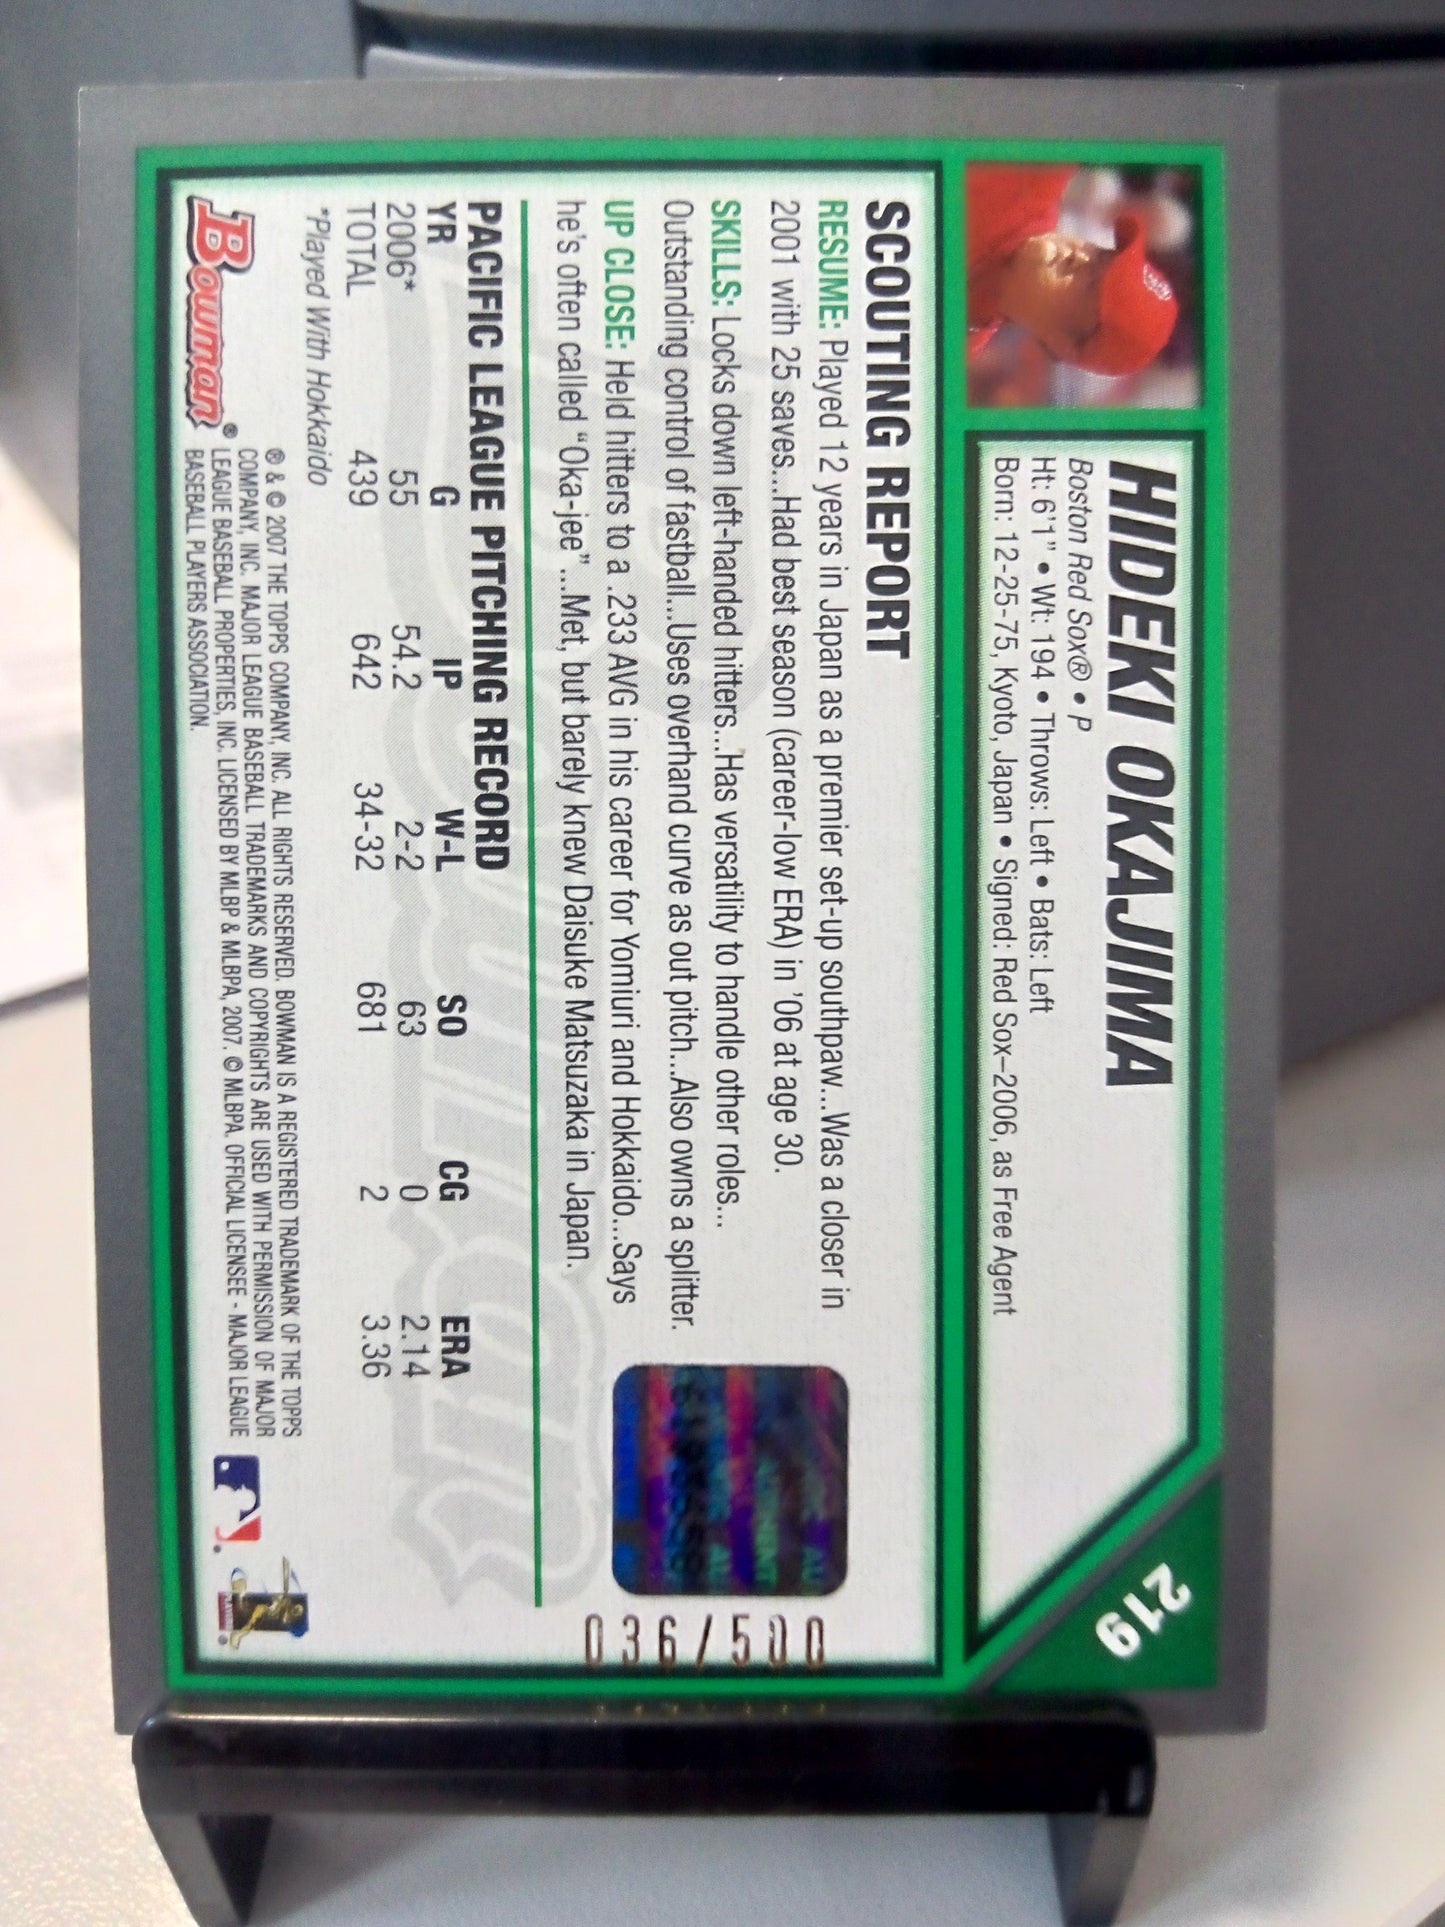 HIDEKI OKAJIMA
Boston Red Sox® • P
Ht: 6'1" • Wt: 194 • Throws: Left • Bats: Left
Born: 12-25-75, Kyoto, Japan • Signed: Red Sox–2006, as Free Agent
219
SCOUTING REPORT
RESUME: Played 12 years in Japan as a premier set-up southpaw...Was a closer in
2001 with 25 saves...Had best season (career-low ERA) in '06 at age 30.
SKILLS: Locks down left-handed hitters...Has versatility to handle other roles...
Outstanding control of fastball...Uses overhand curve as out pitch...Also owns a splitter.
UP CLOSE: Held hitters to a .233 AVG in his career for Yomiuri and Hokkaido...Says
he's often called “Oka-jee”...Met, but barely knew Daisuke Matsuzaka in Japan.
036/500
PACIFIC LEAGUE PITCHING RECORD
YR G IP W-L SO CG ERA
2006* 55 54.2 2-2 63 0 2.14
TOTAL 439 642 34-32 681 2 3.36
*Played With Hokkaido
Bowman®
® & © 2007 THE TOPPS COMPANY, INC. ALL RIGHTS RESERVED. BOWMAN IS A REGISTERED TRADEMARK OF THE TOPPS
COMPANY, INC. MAJOR LEAGUE BASEBALL TRADEMARKS AND COPYRIGHTS ARE USED WITH PERMISSION OF MAJOR
LEAGUE BASEBALL PROPERTIES, INC. LICENSED BY MLBP & MLBPA, 2007. © MLBPA. OFFICIAL LICENSEE - MAJOR LEAGUE
BASEBALL PLAYERS ASSOCIATION.